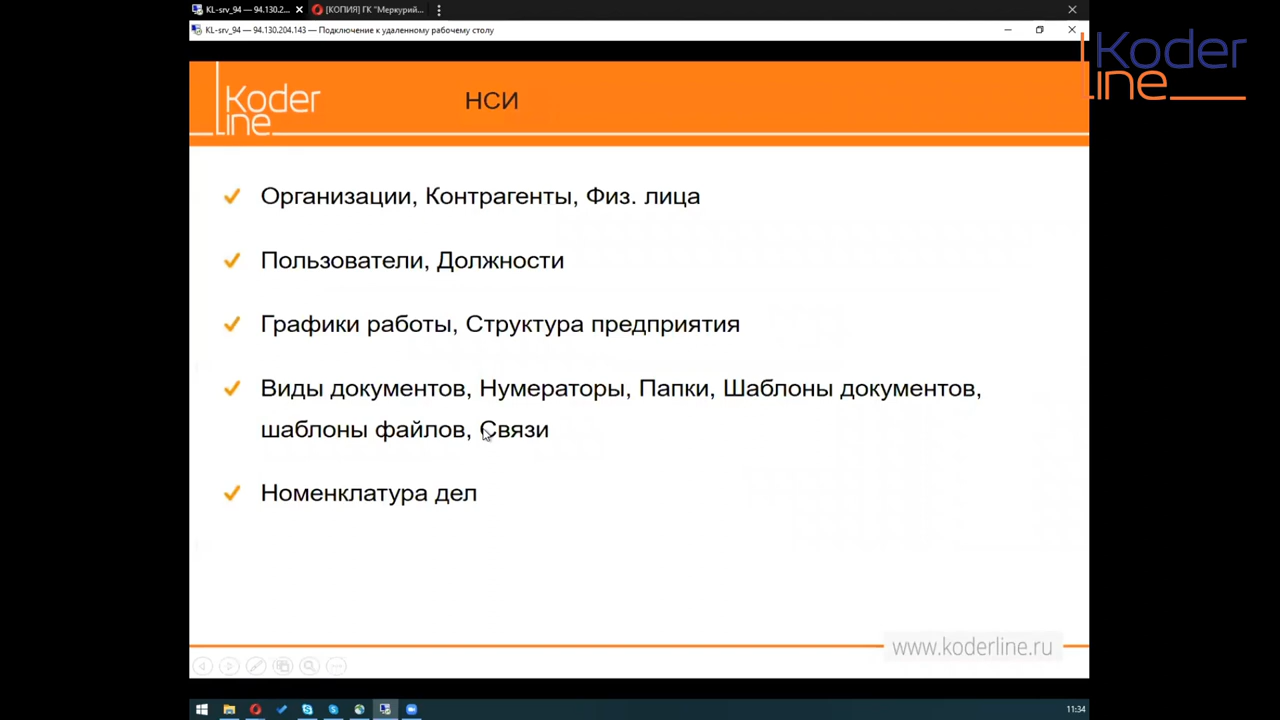 KL-srv_94 — 94.130.2...
[КОПИЯ] ГК "Меркурий...
KL-srv_94 — 94.130.204.143 — Подключение к удаленному рабочему столу
Koder
line
Koder
line
НСИ
Организации, Контрагенты, Физ. лица
Пользователи, Должности
Графики работы, Структура предприятия
Виды документов, Нумераторы, Папки, Шаблоны документов,
шаблоны файлов, Связи
Номенклатура дел
www.koderline.ru
11:34